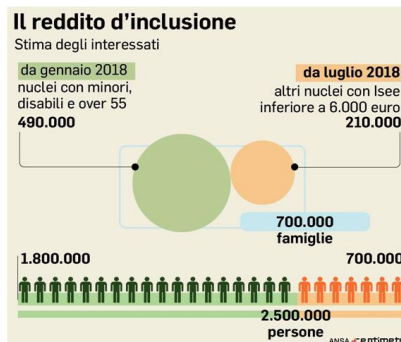 Il reddito d'inclusione
Stima degli interessati
da gennaio 2018
nuclei con minori,
disabili e over 55
490.000
da luglio 2018
altri nuclei con Isee
inferiore a 6.000 euro
210.000
700.000
famiglie
1.800.000
700.000
2.500.000
persone
ANSA